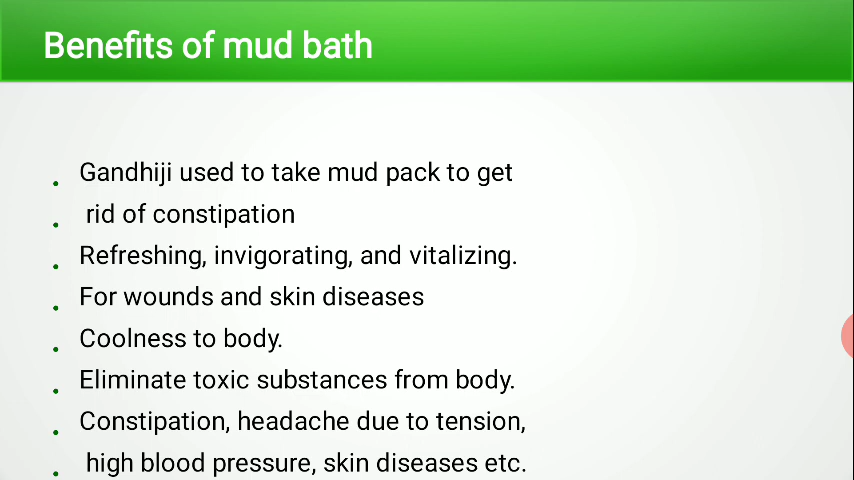 Benefits of mud bath
• Gandhiji used to take mud pack to get
• rid of constipation
• Refreshing, invigorating, and vitalizing.
• For wounds and skin diseases
• Coolness to body.
• Eliminate toxic substances from body.
• Constipation, headache due to tension,
• high blood pressure, skin diseases etc.